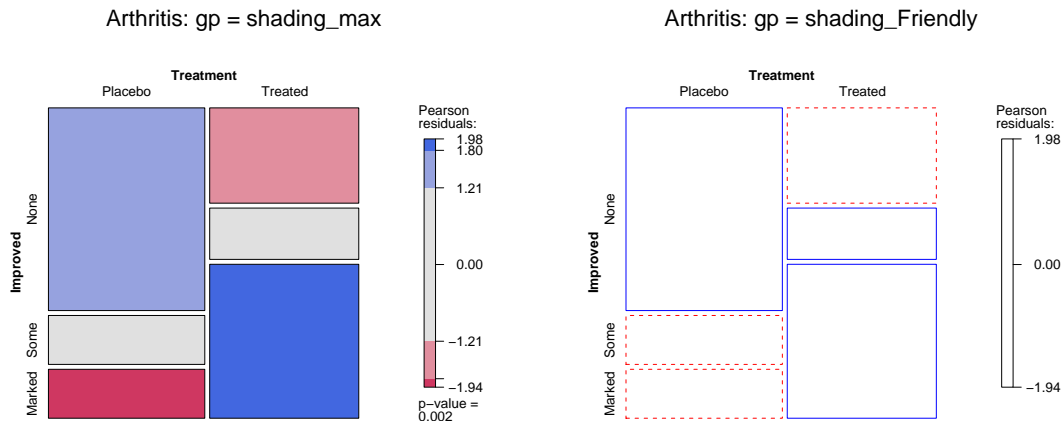 Arthritis: gp = shading_max
Treatment
Placebo Treated
Improved
None
Some
Marked
Pearson
residuals:
1.98
1.80
1.21
0.00
−1.21
−1.94
p−value =
0.002
Arthritis: gp = shading_Friendly
Treatment
Placebo Treated
Improved
None
Some
Marked
Pearson
residuals:
1.98
0.00
−1.94